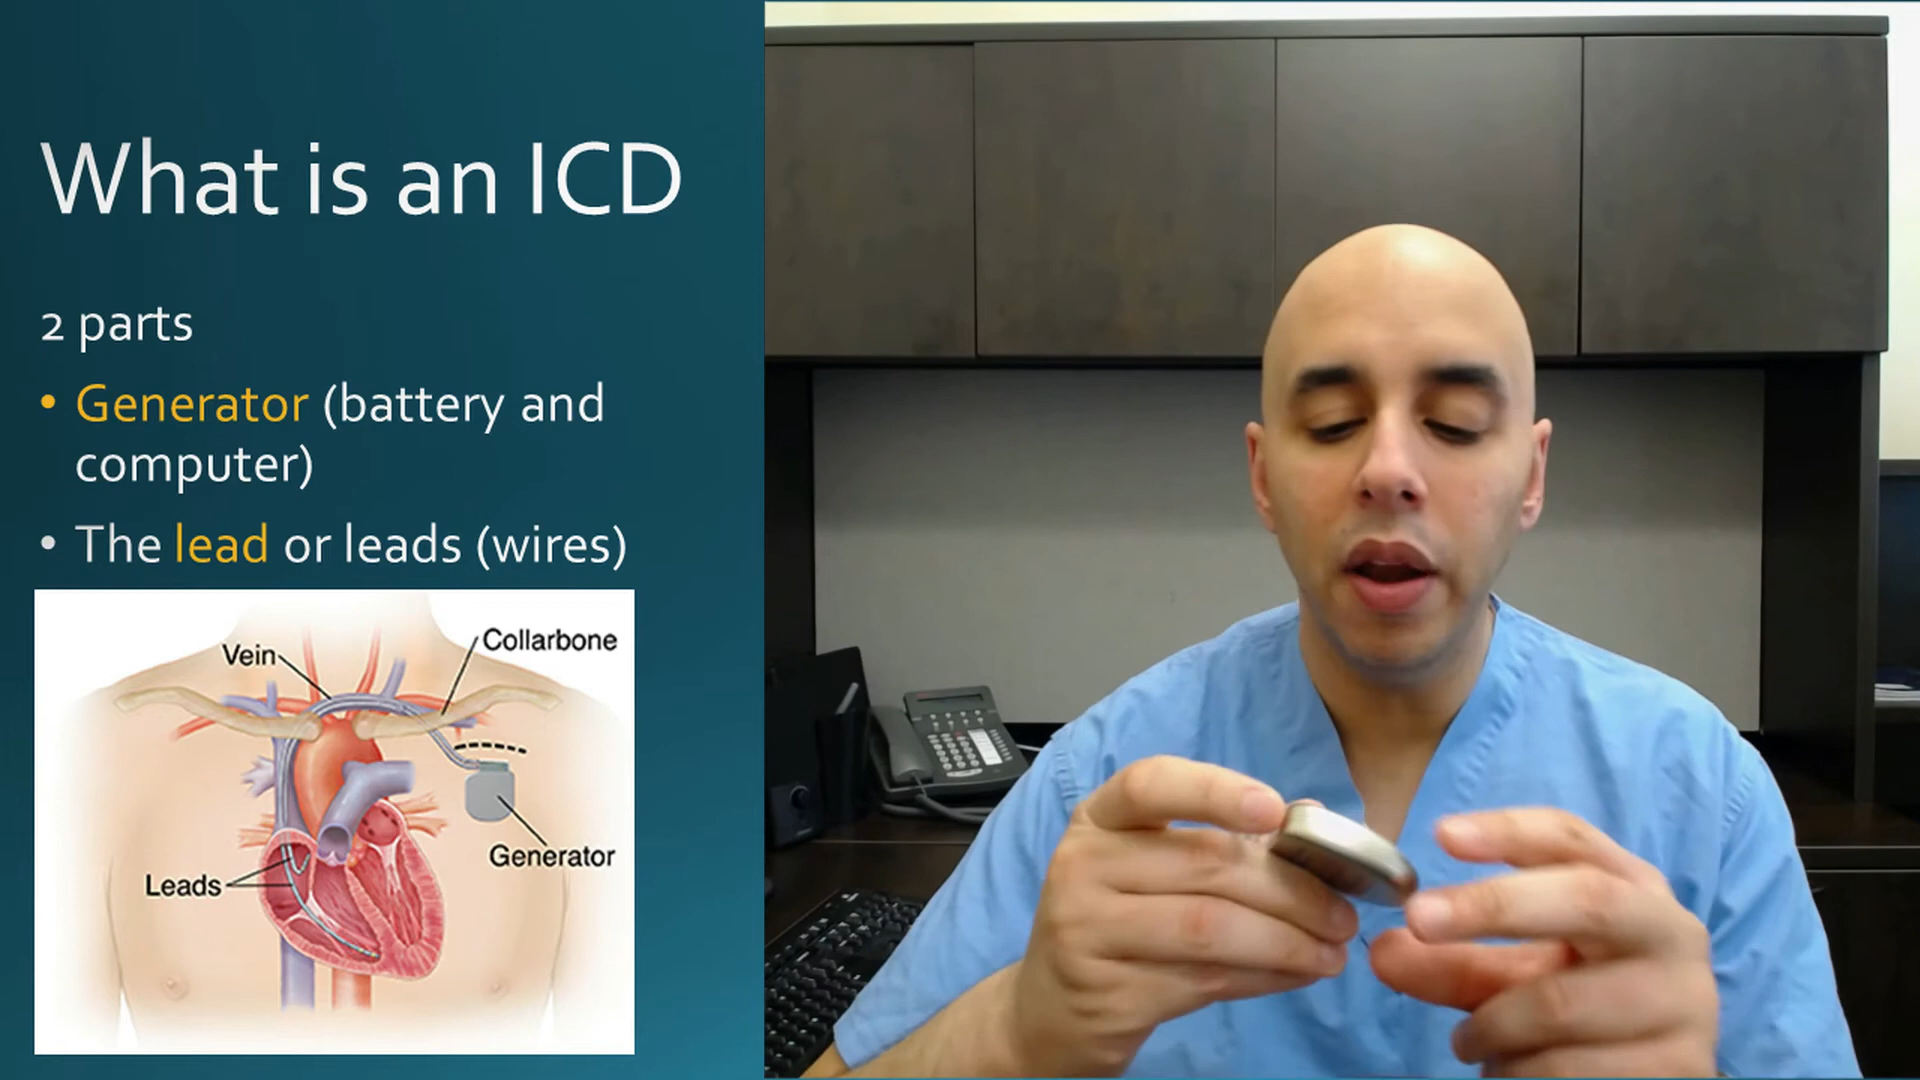 What is an ICD
2 parts
• Generator (battery and
computer)
• The lead or leads (wires)
Vein
Collarbone
Generator
Leads